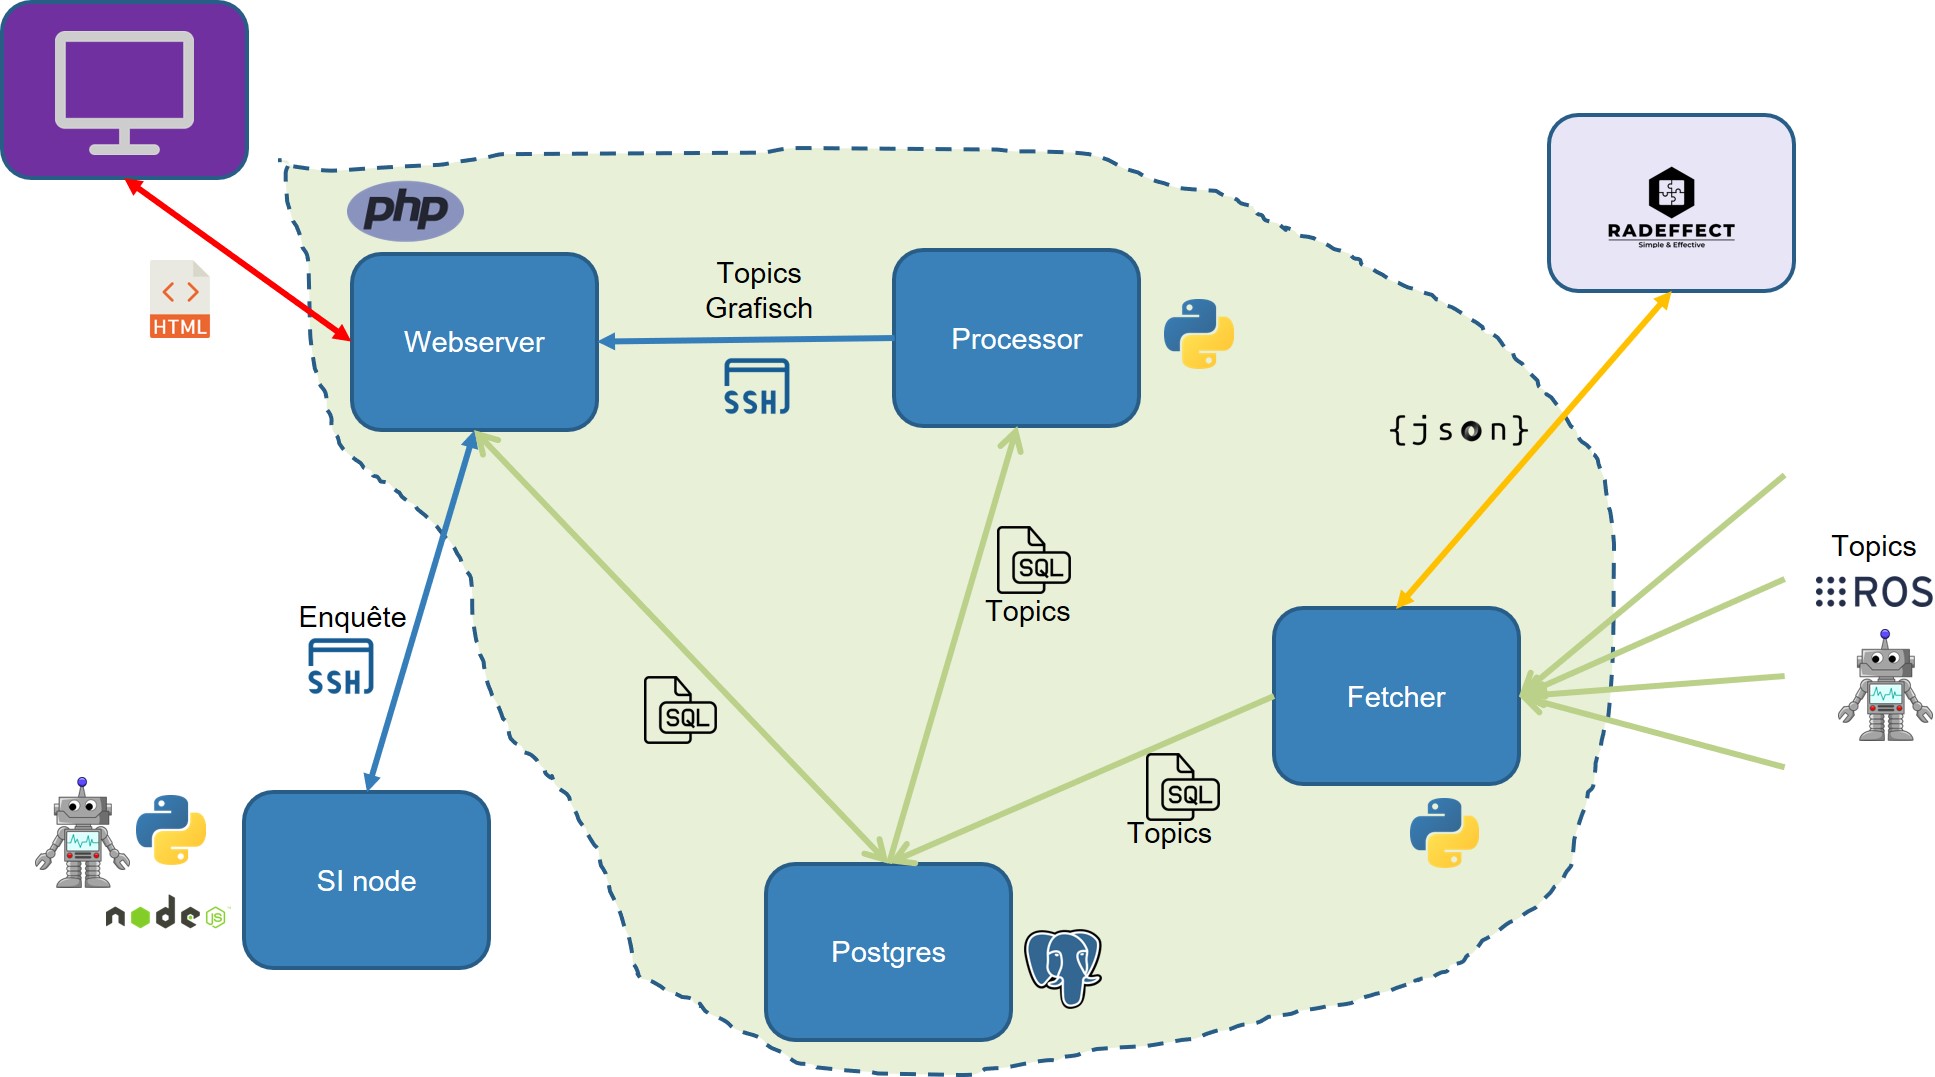 php
HTML
Webserver
Topics
Grafisch
SSH
Processor
RADEFFECT
Simple & Effective
{json}
Topics
ROS
Enquête
SSH
SQL
Topics
SQL
Fetcher
SQL
Topics
node
JS
SI node
Postgres